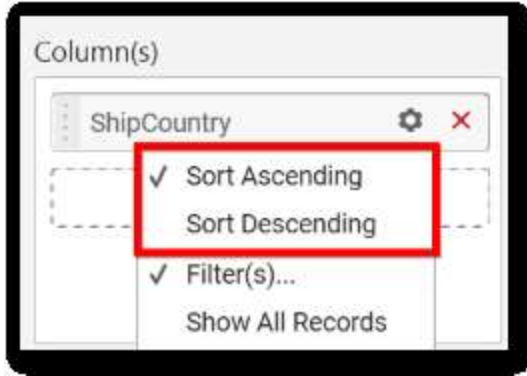 Column(s)
ShipCountry
Sort Ascending
Sort Descending
Filter(s)...
Show All Records